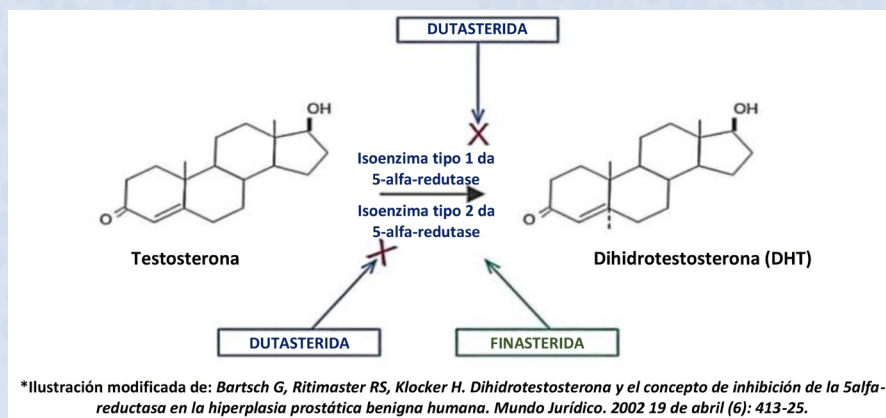 DUTASTERIDA
OH
OH
Isoenzima tipo 1 da
5-alfa-redutase
Isoenzima tipo 2 da
5-alfa-redutase
O
O
Testosterona
Dihidrotestosterona (DHT)
DUTASTERIDA
FINASTERIDA
*Ilustración modificada de: Bartsch G, Ritimaster RS, Klocker H. Dihidrotestosterona y el concepto de inhibición de la 5alfa-
reductasa en la hiperplasia prostática benigna humana. Mundo Jurídico. 2002 19 de abril (6): 413-25.